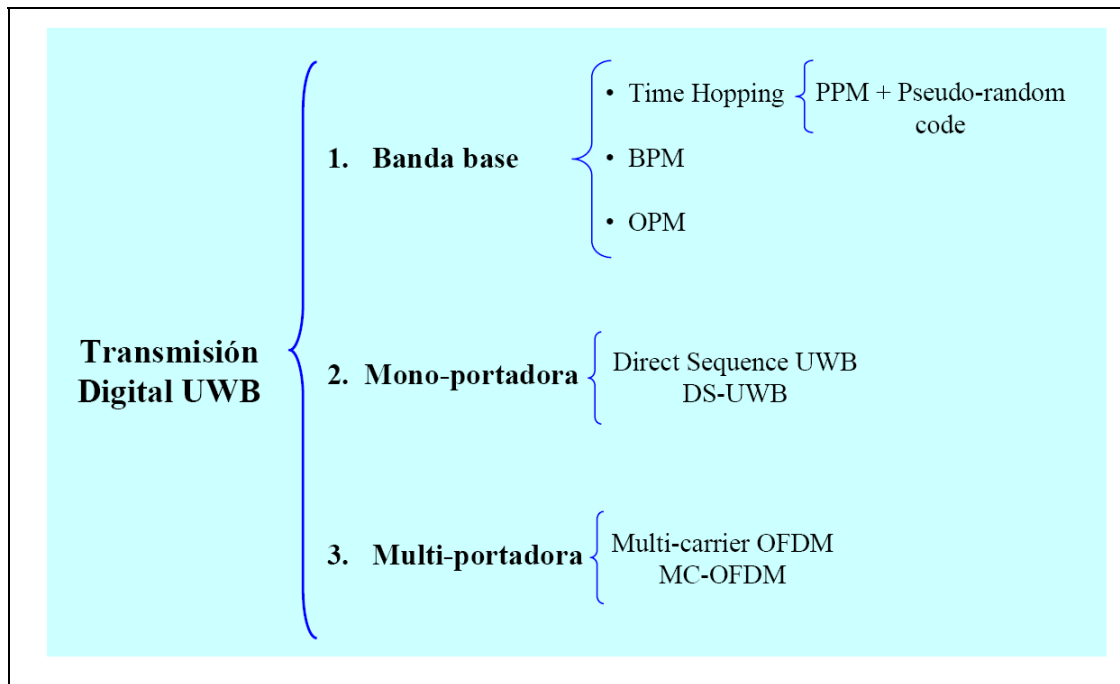 Transmisión
Digital UWB
1. Banda base
• Time Hopping
PPM + Pseudo-random
code
• BPM
• OPM
2. Mono-portadora
Direct Sequence UWB
DS-UWB
3. Multi-portadora
Multi-carrier OFDM
MC-OFDM